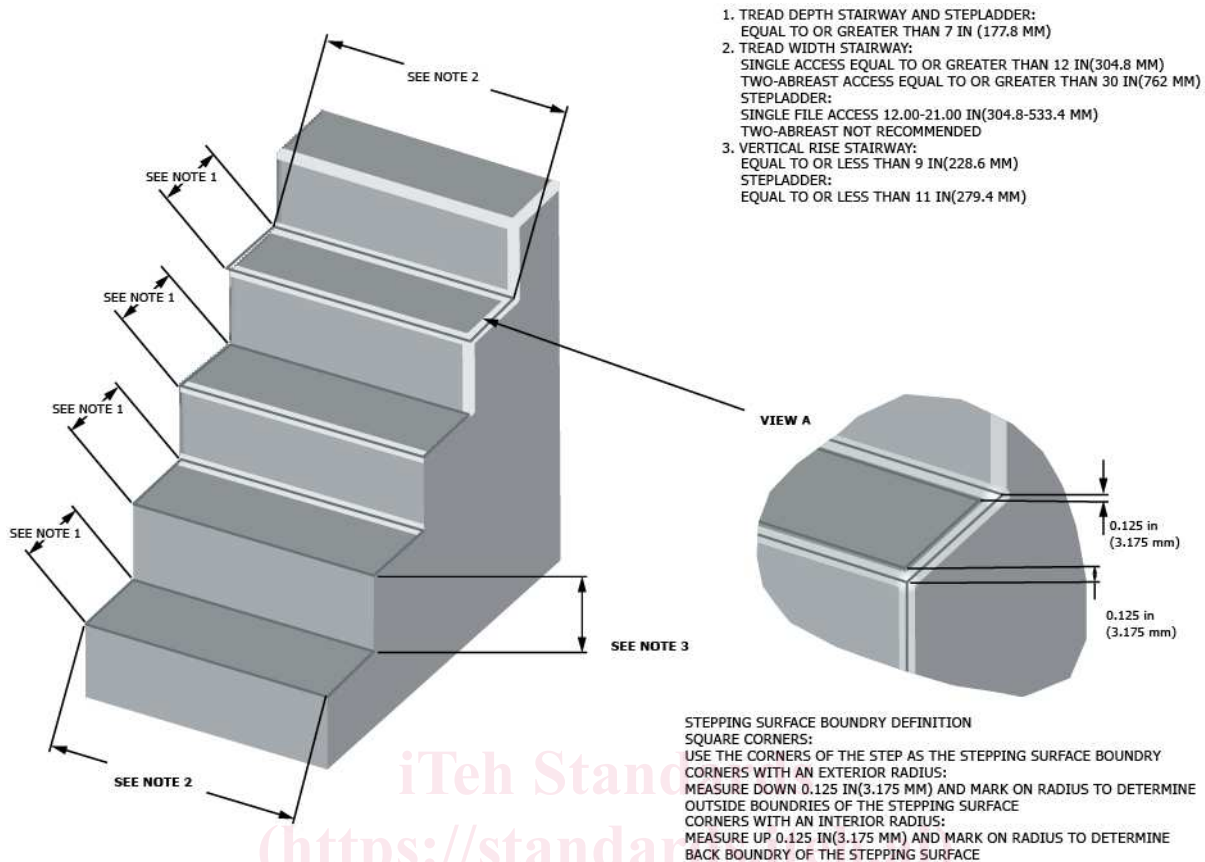 1. TREAD DEPTH STAIRWAY AND STEPLADDER:
EQUAL TO OR GREATER THAN 7 IN (177.8 MM)
2. TREAD WIDTH STAIRWAY:
SINGLE ACCESS EQUAL TO OR GREATER THAN 12 IN(304.8 MM)
TWO-ABREAST ACCESS EQUAL TO OR GREATER THAN 30 IN(762 MM)
STEPLADDER:
SINGLE FILE ACCESS 12.00-21.00 IN(304.8-533.4 MM)
TWO-ABREAST NOT RECOMMENDED
3. VERTICAL RISE STAIRWAY:
EQUAL TO OR LESS THAN 9 IN(228.6 MM)
STEPLADDER:
EQUAL TO OR LESS THAN 11 IN(279.4 MM)
SEE NOTE 2
SEE NOTE 1
SEE NOTE 1
SEE NOTE 1
SEE NOTE 1
VIEW A
0.125 in
(3.175 mm)
0.125 in
(3.175 mm)
SEE NOTE 3
SEE NOTE 2
STEPPING SURFACE BOUNDRY DEFINITION
SQUARE CORNERS:
USE THE CORNERS OF THE STEP AS THE STEPPING SURFACE BOUNDRY
CORNERS WITH AN EXTERIOR RADIUS:
MEASURE DOWN 0.125 IN(3.175 MM) AND MARK ON RADIUS TO DETERMINE
OUTSIDE BOUNDRIES OF THE STEPPING SURFACE
CORNERS WITH AN INTERIOR RADIUS:
MEASURE UP 0.125 IN(3.175 MM) AND MARK ON RADIUS TO DETERMINE
BACK BOUNDRY OF THE STEPPING SURFACE
iTeh Standards
(https://standards